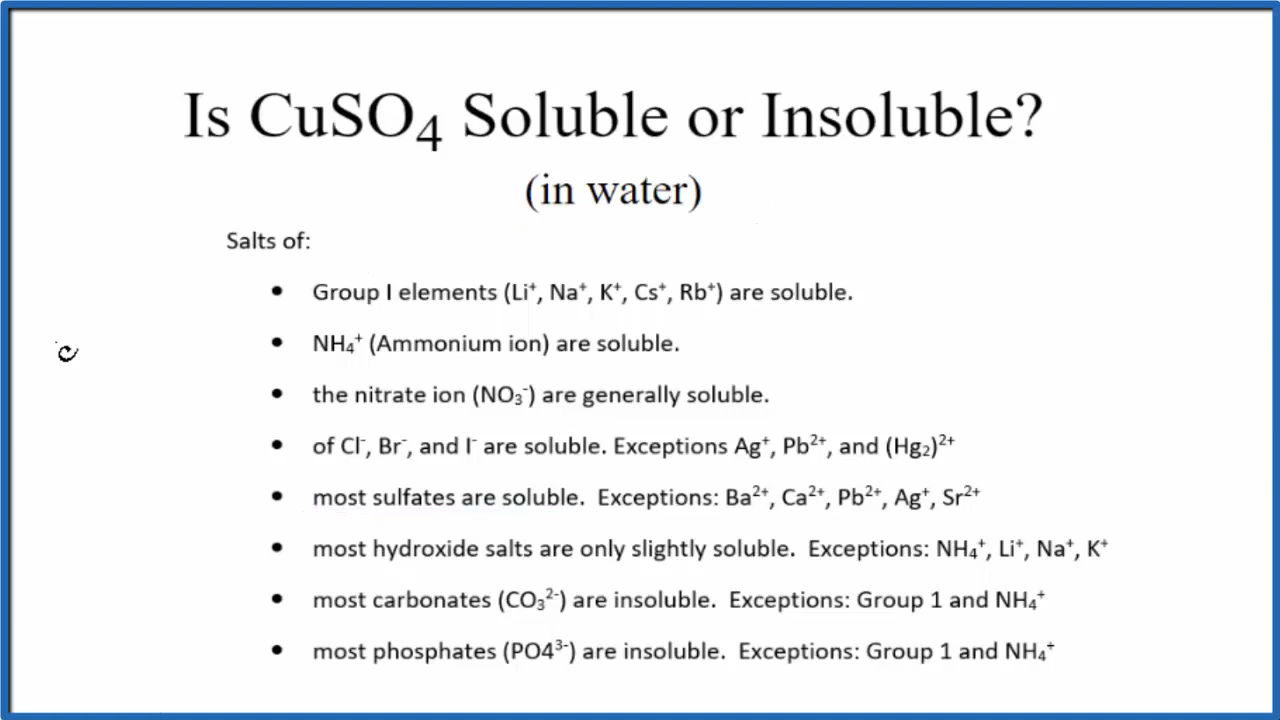 Is CuSO₄ Soluble or Insoluble?
(in water)
Salts of:
• Group I elements (Li⁺, Na⁺, K⁺, Cs⁺, Rb⁺) are soluble.
• NH₄⁺ (Ammonium ion) are soluble.
• the nitrate ion (NO₃⁻) are generally soluble.
• of Cl⁻, Br⁻, and I⁻ are soluble. Exceptions Ag⁺, Pb²⁺, and (Hg₂)²⁺
• most sulfates are soluble. Exceptions: Ba²⁺, Ca²⁺, Pb²⁺, Ag⁺, Sr²⁺
• most hydroxide salts are only slightly soluble. Exceptions: NH₄⁺, Li⁺, Na⁺, K⁺
• most carbonates (CO₃²⁻) are insoluble. Exceptions: Group 1 and NH₄⁺
• most phosphates (PO4³⁻) are insoluble. Exceptions: Group 1 and NH₄⁺